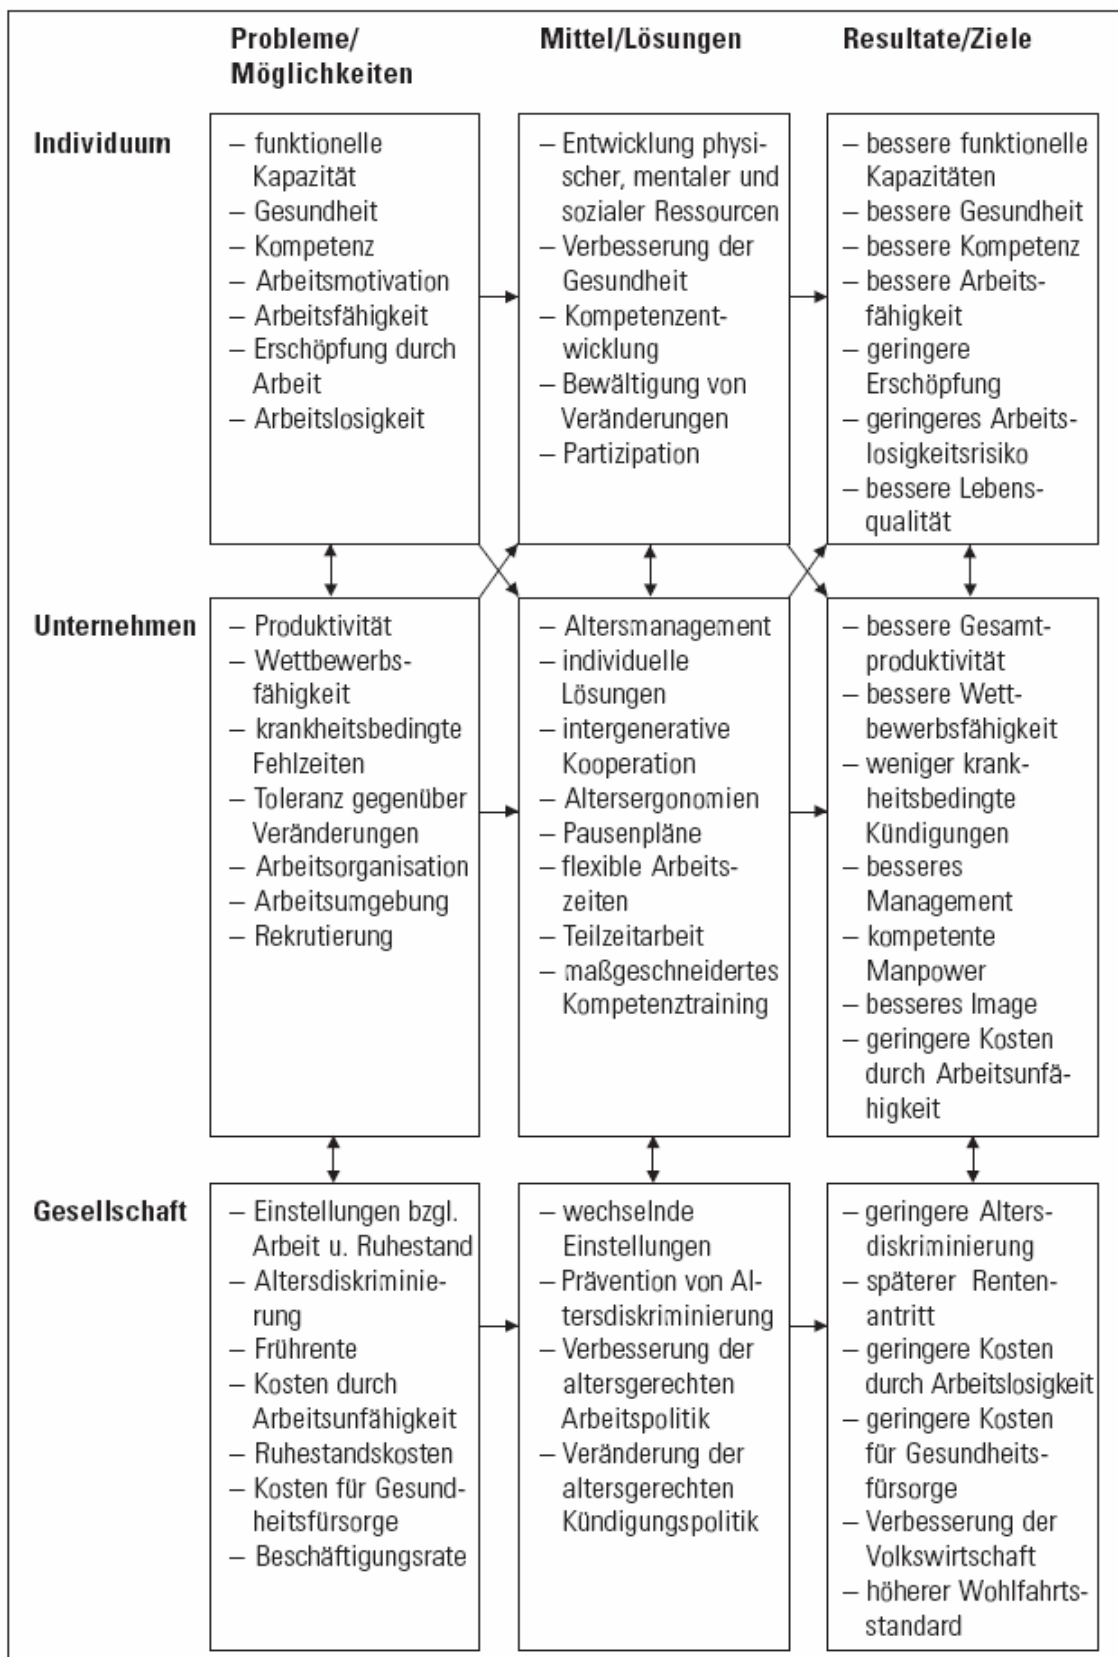 Probleme/
Möglichkeiten
Mittel/Lösungen
Resultate/Ziele
Individuum
– funktionelle
Kapazität
– Gesundheit
– Kompetenz
– Arbeitsmotivation
– Arbeitsfähigkeit
– Erschöpfung durch
Arbeit
– Arbeitslosigkeit
– Entwicklung physi-
scher, mentaler und
sozialer Ressourcen
– Verbesserung der
Gesundheit
– Kompetenzent-
wicklung
– Bewältigung von
Veränderungen
– Partizipation
– bessere funktionelle
Kapazitäten
– bessere Gesundheit
– bessere Kompetenz
– bessere Arbeits-
fähigkeit
– geringere
Erschöpfung
– geringeres Arbeits-
losigkeitsrisiko
– bessere Lebens-
qualität
Unternehmen
– Produktivität
– Wettbewerbs-
fähigkeit
– krankheitsbedingte
Fehlzeiten
– Toleranz gegenüber
Veränderungen
– Arbeitsorganisation
– Arbeitsumgebung
– Rekrutierung
– Altersmanagement
– individuelle
Lösungen
– intergenerative
Kooperation
– Altersergonomien
– Pausenpläne
– flexible Arbeits-
zeiten
– Teilzeitarbeit
– maßgeschneidertes
Kompetenztraining
– bessere Gesamt-
produktivität
– bessere Wett-
bewerbsfähigkeit
– weniger krank-
heitsbedingte
Kündigungen
– besseres
Management
– kompetente
Manpower
– besseres Image
– geringere Kosten
durch Arbeitsunfä-
higkeit
Gesellschaft
– Einstellungen bzgl.
Arbeit u. Ruhestand
– Altersdiskriminie-
rung
– Frührente
– Kosten durch
Arbeitsunfähigkeit
– Ruhestandskosten
– Kosten für Gesund-
heitsfürsorge
– Beschäftigungsrate
– wechselnde
Einstellungen
– Prävention von Al-
tersdiskriminierung
– Verbesserung der
altersgerechten
Arbeitspolitik
– Veränderung der
altersgerechten
Kündigungspolitik
– geringere Alters-
diskriminierung
– späterer Renten-
antritt
– geringere Kosten
durch Arbeitslosigkeit
– geringere Kosten
für Gesundheits-
fürsorge
– Verbesserung der
Volkswirtschaft
– höherer Wohlfahrts-
standard